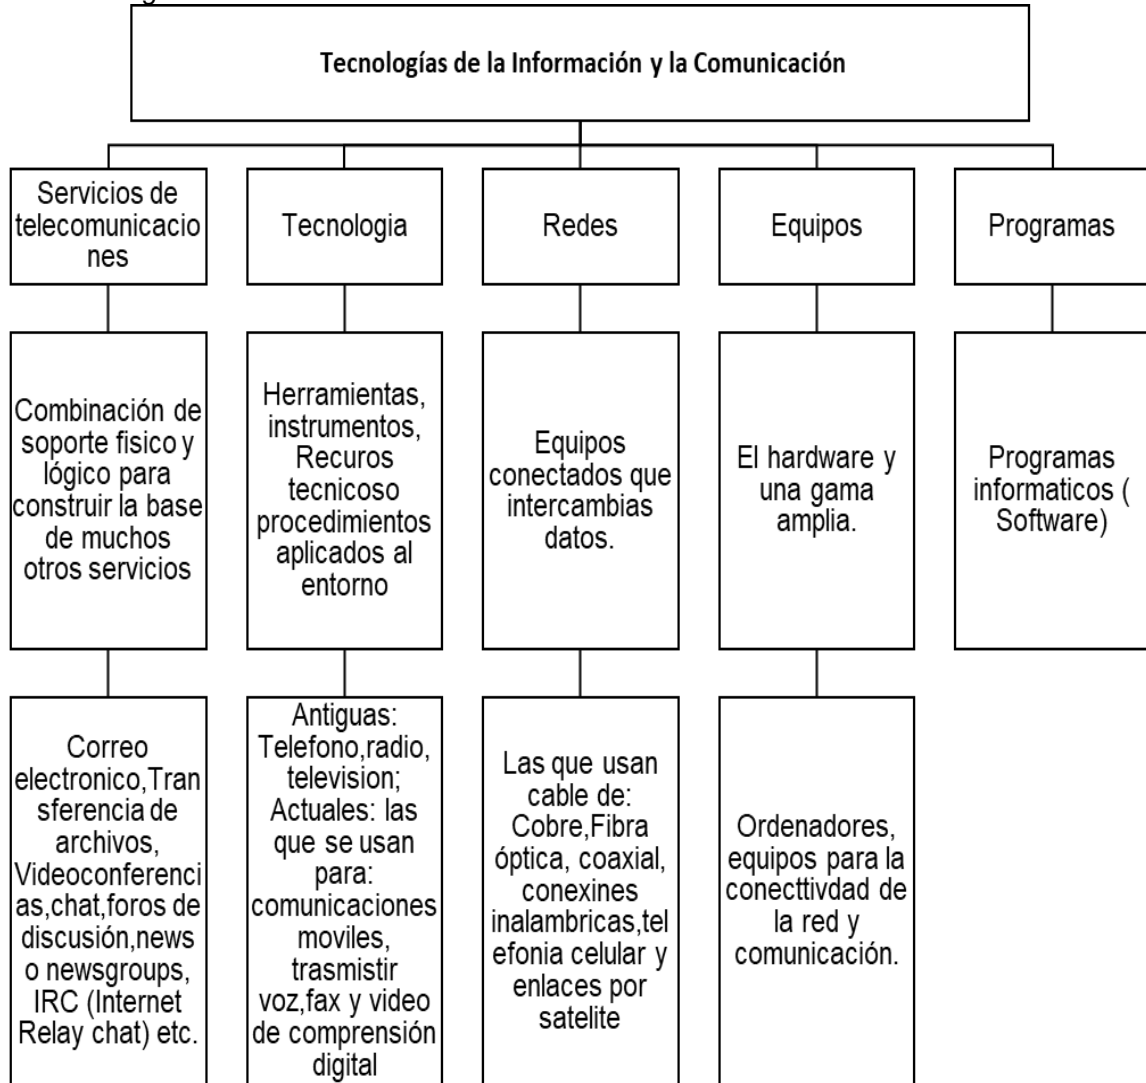 Tecnologías de la Información y la Comunicación
Servicios de
telecomunicacio
nes
Tecnologia
Redes
Equipos
Programas
Combinación de
soporte fisico y
lógico para
construir la base
de muchos
otros servicios
Herramientas,
instrumentos,
Recuros
tecnicoso
procedimientos
aplicados al
entorno
Equipos
conectados que
intercambias
datos.
El hardware y
una gama
amplia.
Programas
informaticos (
Software)
Correo
electronico,Tran
sferencia de
archivos,
Videoconferenci
as,chat,foros de
discusión,news
o newsgroups,
IRC (Internet
Relay chat) etc.
Antiguas:
Telefono,radio,
television;
Actuales: las
que se usan
para:
comunicaciones
moviles,
trasmistir
voz,fax y video
de comprensión
digital
Las que usan
cable de:
Cobre,Fibra
óptica, coaxial,
conexines
inalambricas,tel
efonia celular y
enlaces por
satelite
Ordenadores,
equipos para la
conecttivdad de
la red y
comunicación.